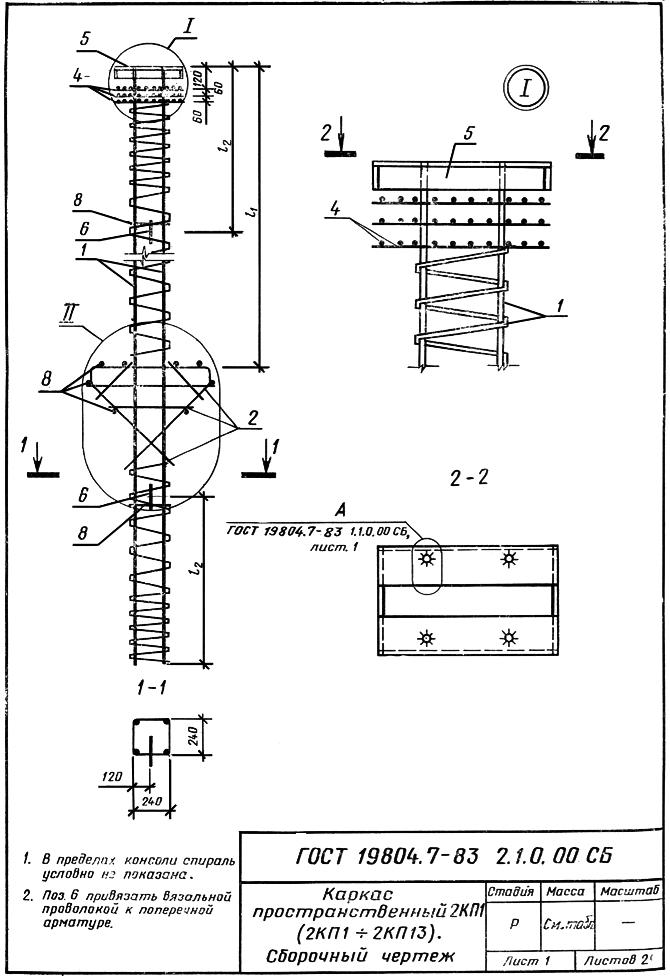 I
5
4
120
60
60
l2
l1
8
6
1
II
8
2
1
1
6
8
l2
1-1
240
120
240
I
2
2
5
4
1
2-2
А
ГОСТ 19804.7-83 1.1.0.00 СБ,
лист. 1
1. В пределах консоли спираль
условно не показана.
2. Поз. 6 привязать вязальной
проволокой к поперечной
арматуре.
ГОСТ 19804.7-83 2.1.0.00 СБ
Каркас
пространственный 2КП1
(2КП1 ÷ 2КП13).
Сборочный чертеж
Стадия Масса Масштаб
Р См. табл. —
Лист 1 Листов 2